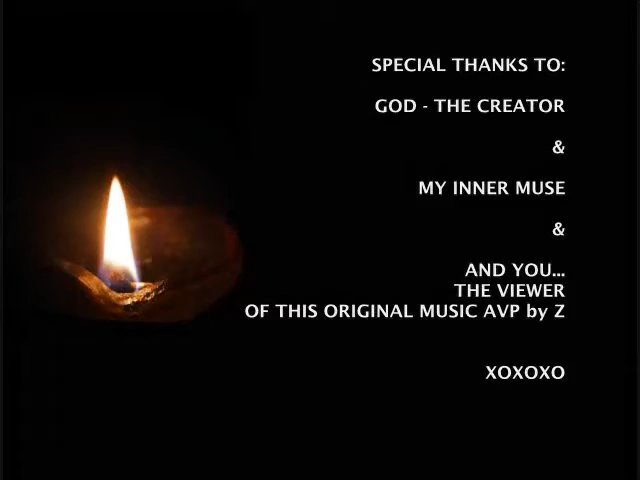 SPECIAL THANKS TO:
GOD - THE CREATOR
&
MY INNER MUSE
&
AND YOU...
THE VIEWER
OF THIS ORIGINAL MUSIC AVP by Z
XOXOXO